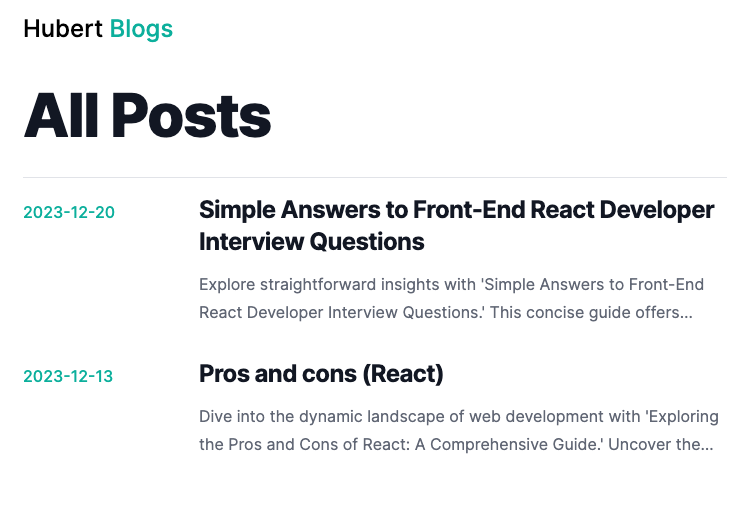 Hubert Blogs
All Posts
2023-12-20
Simple Answers to Front-End React Developer
Interview Questions
Explore straightforward insights with 'Simple Answers to Front-End
React Developer Interview Questions.' This concise guide offers...
2023-12-13
Pros and cons (React)
Dive into the dynamic landscape of web development with 'Exploring
the Pros and Cons of React: A Comprehensive Guide.' Uncover the...